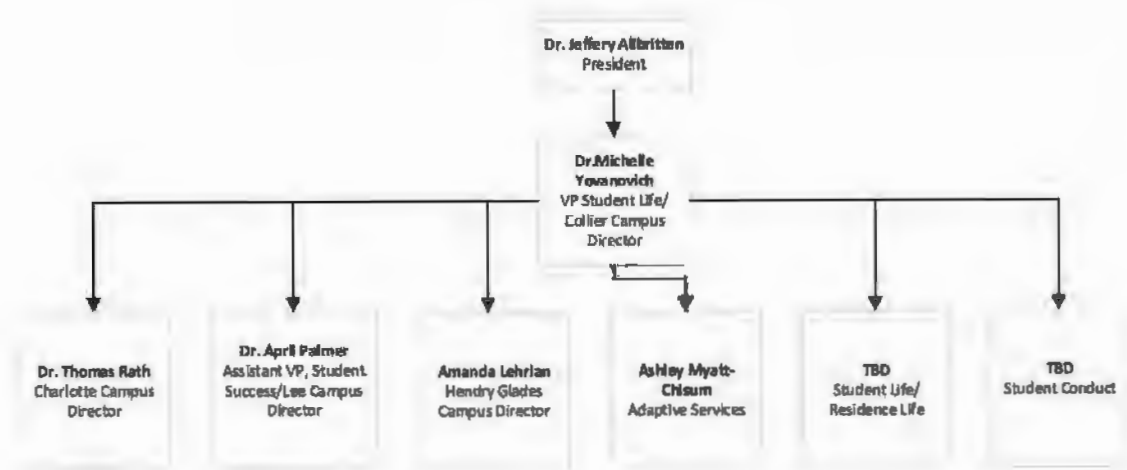 Dr. Jeffery Allbritten
President
Dr.Michelle
Yovanovich
VP Student Life/
Collier Campus
Director
Dr. Thomas Rath
Charlotte Campus
Director
Dr. April Palmer
Assistant VP, Student
Success/Lee Campus
Director
Amanda Lehrian
Hendry Glades
Campus Director
Ashley Myatt-
Chisum
Adaptive Services
TBD
Student Life/
Residence Life
TBD
Student Conduct